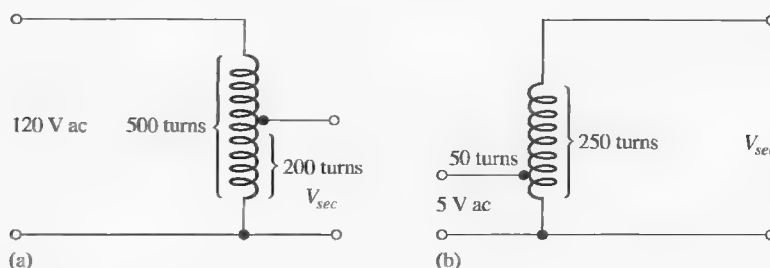 120 V ac
500 turns
200 turns
V_sec
(a)
50 turns
250 turns
V_sec
5 V ac
(b)